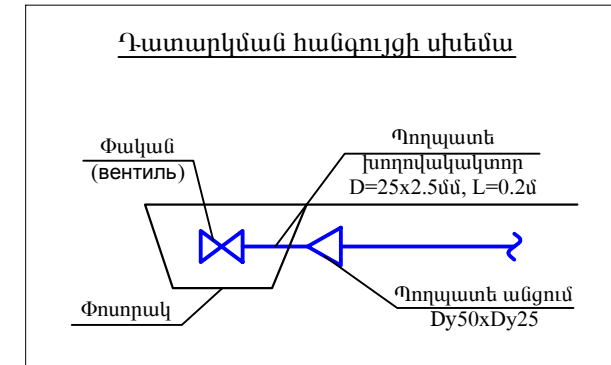 Դատարկման հանգույցի սխեմա
Փական
(вентиль)
Պողպատե
խողովակակտոր
D=25x2.5մմ, L=0.2մ
Փոսորակ
Պողպատե անցում
Dy50xDy25